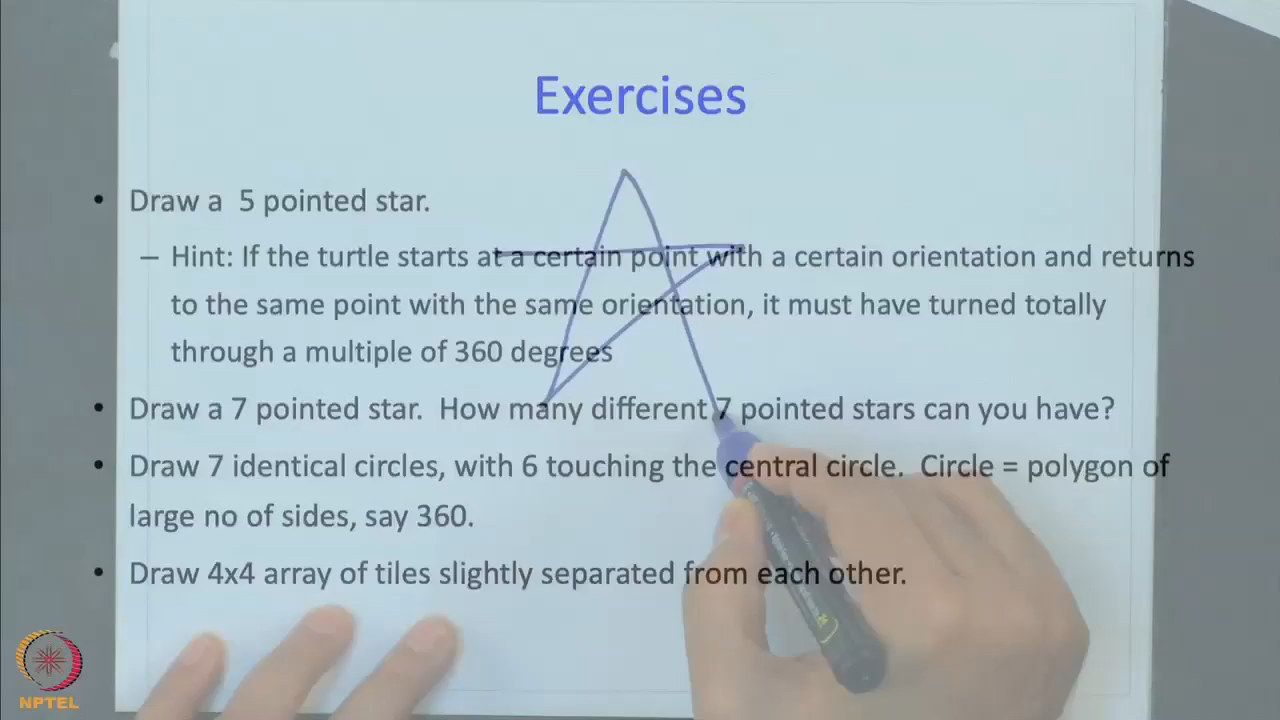 Exercises
• Draw a 5 pointed star.
– Hint: If the turtle starts at a certain point with a certain orientation and returns
to the same point with the same orientation, it must have turned totally
through a multiple of 360 degrees
• Draw a 7 pointed star. How many different 7 pointed stars can you have?
• Draw 7 identical circles, with 6 touching the central circle. Circle = polygon of
large no of sides, say 360.
• Draw 4x4 array of tiles slightly separated from each other.
NPTEL